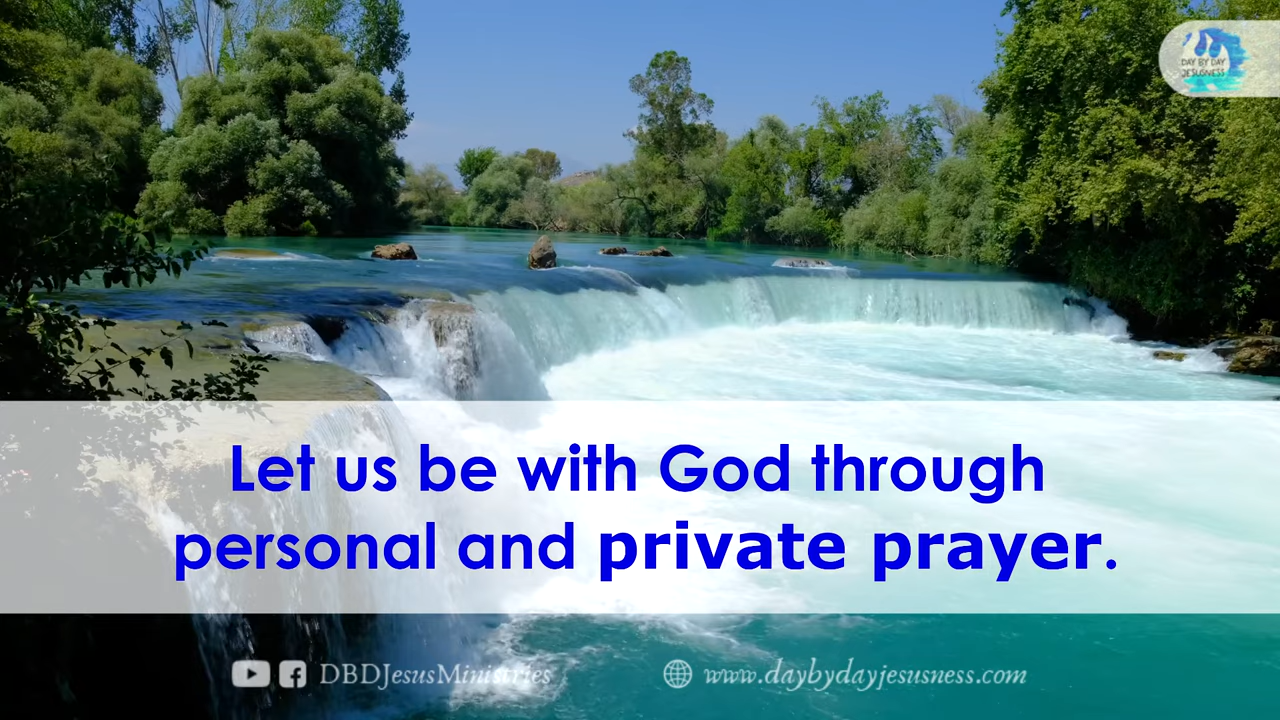 DAY BY DAY
JESUSNESS
Let us be with God through
personal and private prayer.
DBDJesusMinistries
www.daybydayjesusness.com